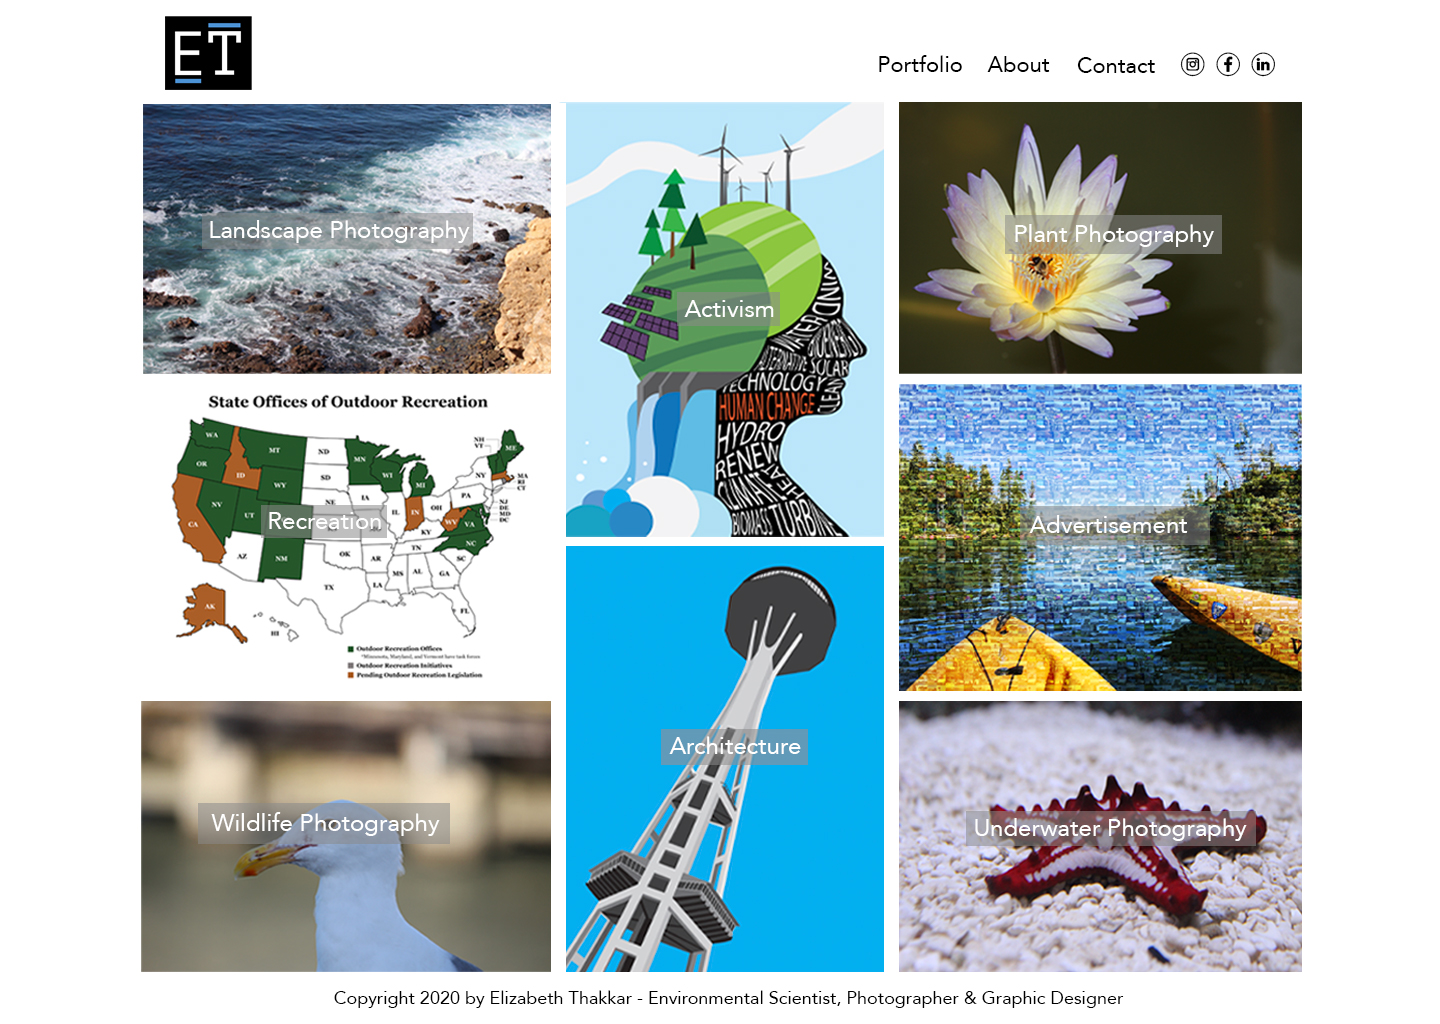 ET
Portfolio
About
Contact
Landscape Photography
Activism
INTERCONNECTED
ALTERNATIVE
SOLAR
TECHNOLOGY
CLEAN
HUMAN CHANGE
HYDRO
RENEW
CLIMATE
HEAT
BIOMASS
TURBINE
Plant Photography
State Offices of Outdoor Recreation
WA
OR
CA
NV
ID
MT
WY
UT
AZ
NM
ND
SD
NE
OK
TX
MN
IA
AR
LA
WI
IL
MS
MI
IN
KY
TN
AL
OH
WV
GA
FL
SC
NC
VA
PA
NY
NH
VT
ME
MA
RI
CT
NJ
DE
MD
DC
AK
HI
Recreation
Outdoor Recreation Offices
*Minnesota, Maryland, and Vermont have task forces
Outdoor Recreation Initiatives
Pending Outdoor Recreation Legislation
Advertisement
Wildlife Photography
Architecture
Underwater Photography
Copyright 2020 by Elizabeth Thakkar - Environmental Scientist, Photographer & Graphic Designer